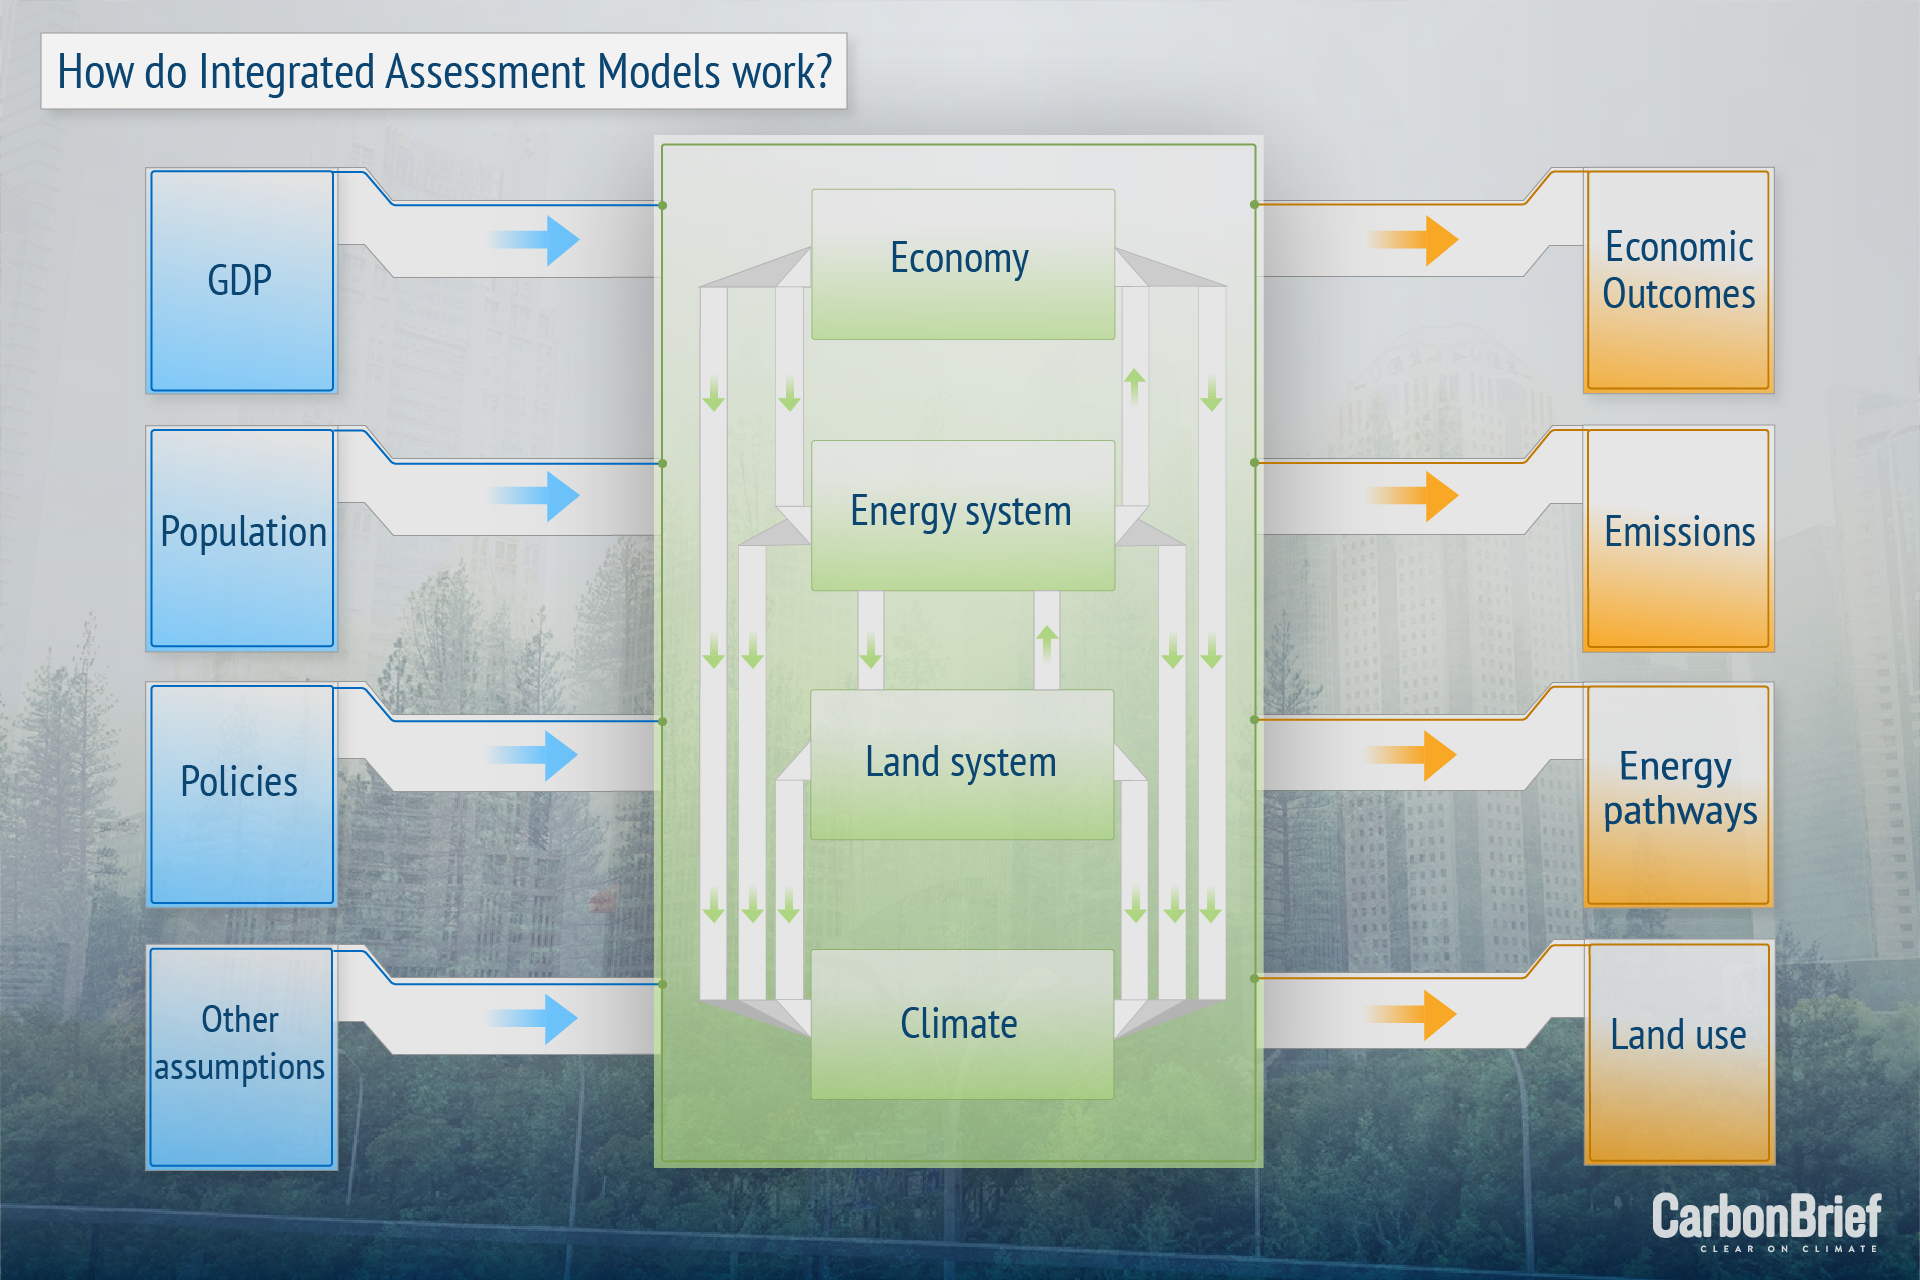 How do Integrated Assessment Models work?
GDP
Population
Policies
Other
assumptions
Economy
Energy system
Land system
Climate
Economic
Outcomes
Emissions
Energy
pathways
Land use
CarbonBrief
CLEAR ON CLIMATE